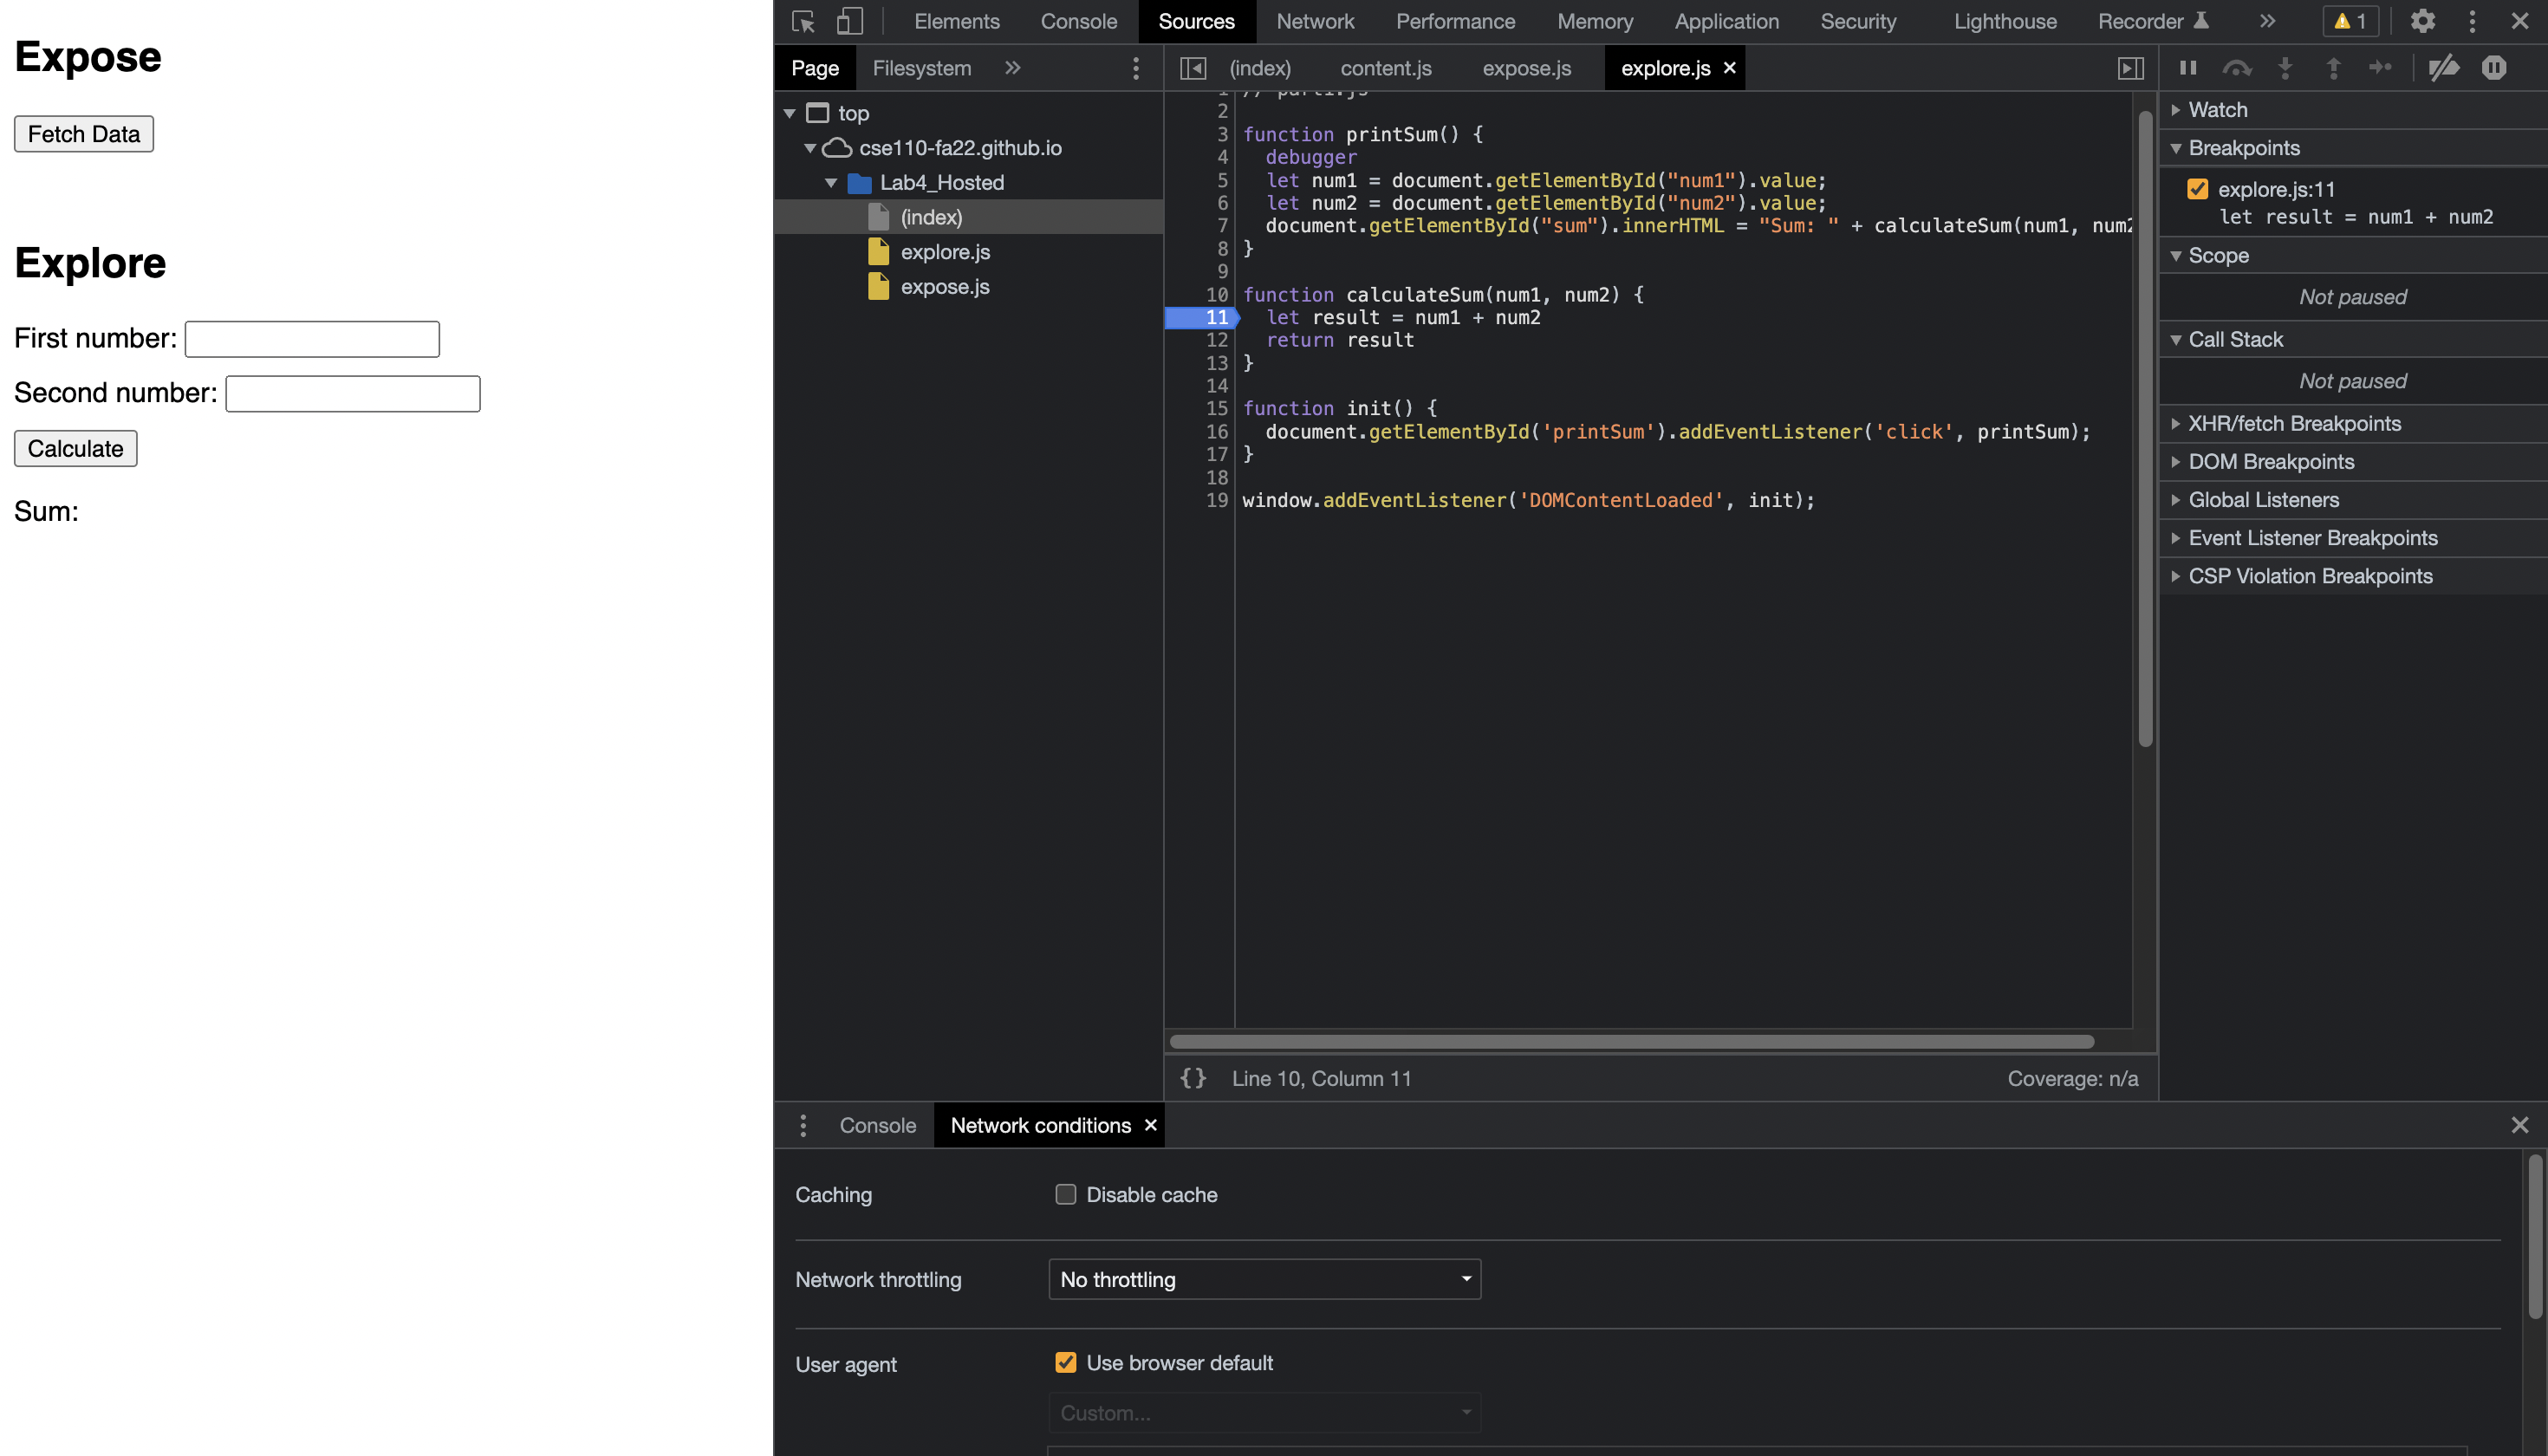 Expose
Fetch Data
Explore
First number:
Second number:
Calculate
Sum:
Elements Console Sources Network Performance Memory Application Security Lighthouse Recorder 1
Page Filesystem
(index) content.js expose.js explore.js
top
cse110-fa22.github.io
Lab4_Hosted
(index)
explore.js
expose.js
1 // part1.js
2
3 function printSum() {
4 debugger
5 let num1 = document.getElementById("num1").value;
6 let num2 = document.getElementById("num2").value;
7 document.getElementById("sum").innerHTML = "Sum: " + calculateSum(num1, num2
8 }
9
10 function calculateSum(num1, num2) {
11 let result = num1 + num2
12 return result
13 }
14
15 function init() {
16 document.getElementById('printSum').addEventListener('click', printSum);
17 }
18
19 window.addEventListener('DOMContentLoaded', init);
{} Line 10, Column 11
Coverage: n/a
Watch
Breakpoints
explore.js:11
let result = num1 + num2
Scope
Not paused
Call Stack
Not paused
XHR/fetch Breakpoints
DOM Breakpoints
Global Listeners
Event Listener Breakpoints
CSP Violation Breakpoints
Console Network conditions
Caching
Disable cache
Network throttling
No throttling
User agent
Use browser default
Custom...